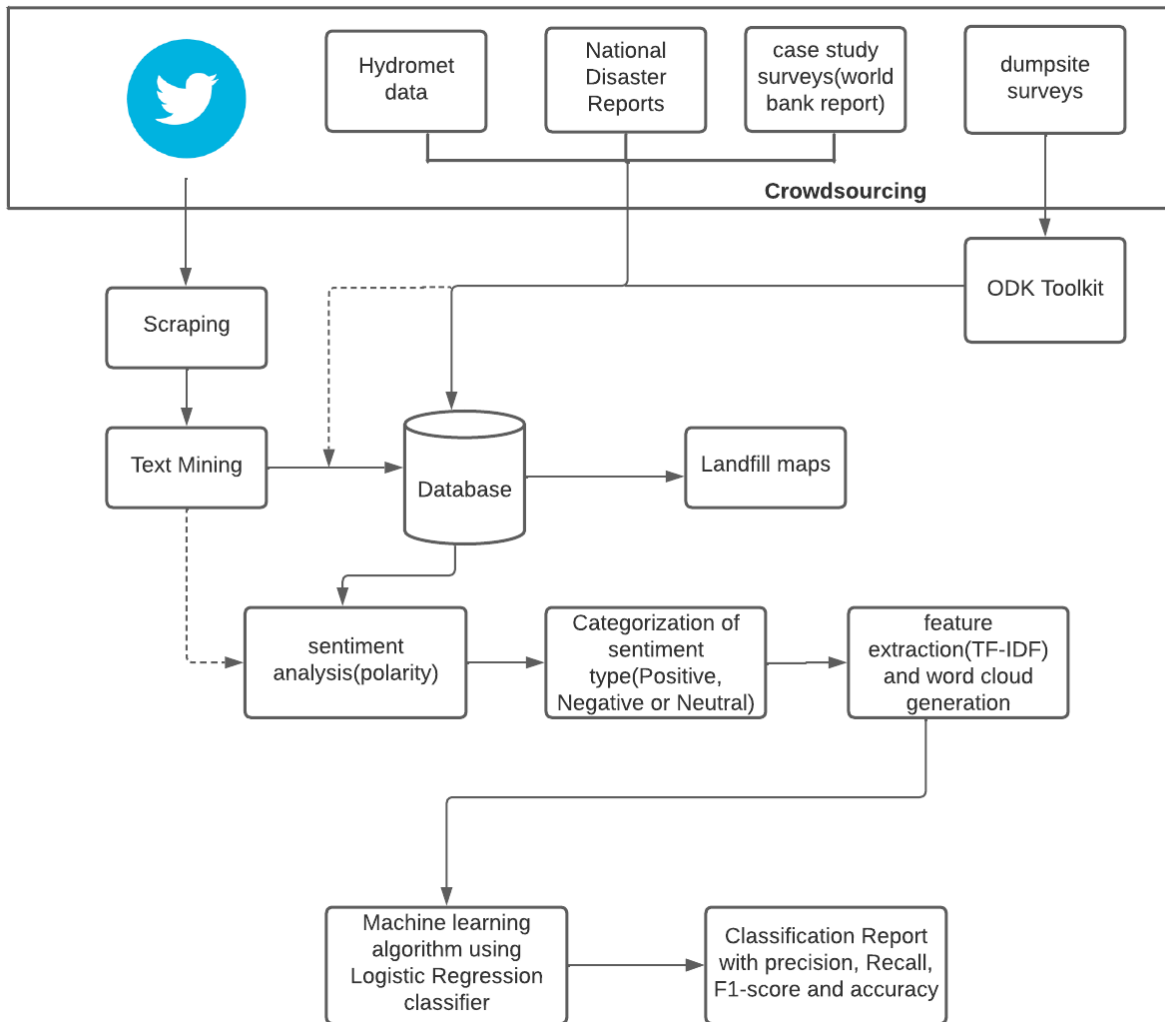 Hydromet
data
National
Disaster
Reports
case study
surveys(world
bank report)
dumpsite
surveys
Crowdsourcing
ODK Toolkit
Scraping
Text Mining
Database
Landfill maps
sentiment
analysis(polarity)
Categorization of
sentiment
type(Positive,
Negative or Neutral)
feature
extraction(TF-IDF)
and word cloud
generation
Machine learning
algorithm using
Logistic Regression
classifier
Classification Report
with precision, Recall,
F1-score and accuracy